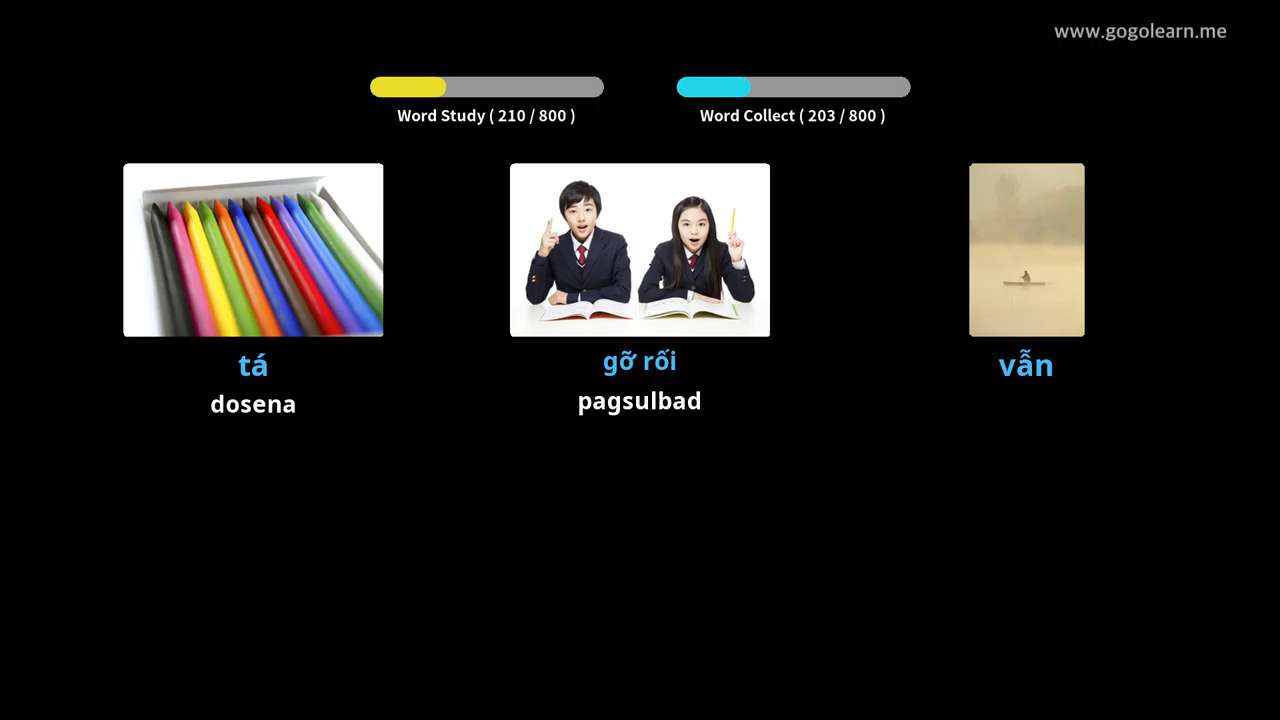 www.gogolearn.me
Word Study ( 210 / 800 )
Word Collect ( 203 / 800 )
tá
dosena
gỡ rối
pagsulbad
vẫn